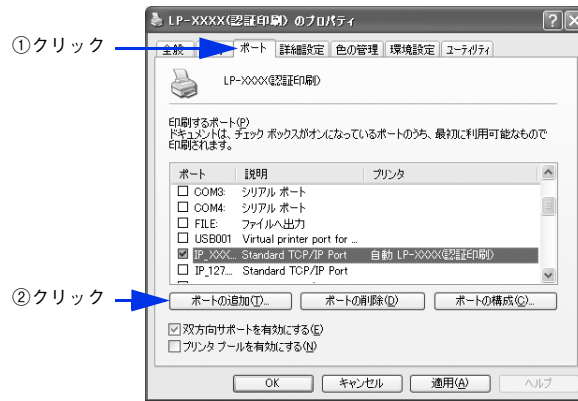 LP-XXXX(認証印刷) のプロパティ
①クリック
全般
ポート
詳細設定
色の管理
環境設定
ユーティリティ
LP-XXXX(認証印刷)
印刷するポート(P)
ドキュメントは、チェック ボックスがオンになっているポートのうち、最初に利用可能なもので
印刷されます。
ポート 説明 プリンタ
COM3: シリアル ポート
COM4: シリアル ポート
FILE: ファイルへ出力
USB001 Virtual printer port for ...
IP_XXX... Standard TCP/IP Port 自動 LP-XXXX(認証印刷)
IP_127... Standard TCP/IP Port
②クリック
ポートの追加(T)... ポートの削除(D) ポートの構成(C)...
双方向サポートを有効にする(E)
プリンタ プールを有効にする(N)
OK キャンセル 適用(A) ヘルプ